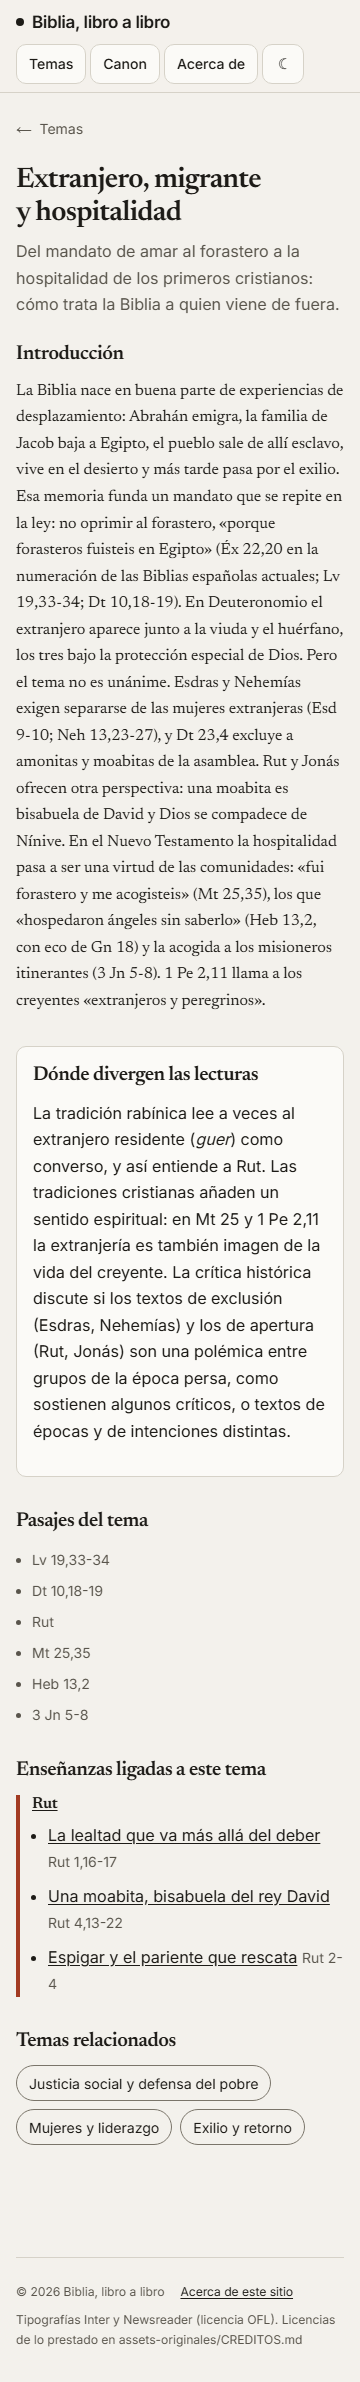 Biblia, libro a libro
Temas
Canon
Acerca de
☾
← Temas
Extranjero, migrante
y hospitalidad
Del mandato de amar al forastero a la
hospitalidad de los primeros cristianos:
cómo trata la Biblia a quien viene de fuera.
Introducción
La Biblia nace en buena parte de experiencias de
desplazamiento: Abrahán emigra, la familia de
Jacob baja a Egipto, el pueblo sale de allí esclavo,
vive en el desierto y más tarde pasa por el exilio.
Esa memoria funda un mandato que se repite en
la ley: no oprimir al forastero, «porque
forasteros fuisteis en Egipto» (Éx 22,20 en la
numeración de las Biblias españolas actuales; Lv
19,33-34; Dt 10,18-19). En Deuteronomio el
extranjero aparece junto a la viuda y el huérfano,
los tres bajo la protección especial de Dios. Pero
el tema no es unánime. Esdras y Nehemías
exigen separarse de las mujeres extranjeras (Esd
9-10; Neh 13,23-27), y Dt 23,4 excluye a
amonitas y moabitas de la asamblea. Rut y Jonás
ofrecen otra perspectiva: una moabita es
bisabuela de David y Dios se compadece de
Nínive. En el Nuevo Testamento la hospitalidad
pasa a ser una virtud de las comunidades: «fui
forastero y me acogisteis» (Mt 25,35), los que
«hospedaron ángeles sin saberlo» (Heb 13,2,
con eco de Gn 18) y la acogida a los misioneros
itinerantes (3 Jn 5-8). 1 Pe 2,11 llama a los
creyentes «extranjeros y peregrinos».
Dónde divergen las lecturas
La tradición rabínica lee a veces al
extranjero residente (guer) como
converso, y así entiende a Rut. Las
tradiciones cristianas añaden un
sentido espiritual: en Mt 25 y 1 Pe 2,11
la extranjería es también imagen de la
vida del creyente. La crítica histórica
discute si los textos de exclusión
(Esdras, Nehemías) y los de apertura
(Rut, Jonás) son una polémica entre
grupos de la época persa, como
sostienen algunos críticos, o textos de
épocas y de intenciones distintas.
Pasajes del tema
Lv 19,33-34
Dt 10,18-19
Rut
Mt 25,35
Heb 13,2
3 Jn 5-8
Enseñanzas ligadas a este tema
Rut
La lealtad que va más allá del deber
Rut 1,16-17
Una moabita, bisabuela del rey David
Rut 4,13-22
Espigar y el pariente que rescata Rut 2-
4
Temas relacionados
Justicia social y defensa del pobre
Mujeres y liderazgo
Exilio y retorno
© 2026 Biblia, libro a libro Acerca de este sitio
Tipografías Inter y Newsreader (licencia OFL). Licencias
de lo prestado en assets-originales/CREDITOS.md